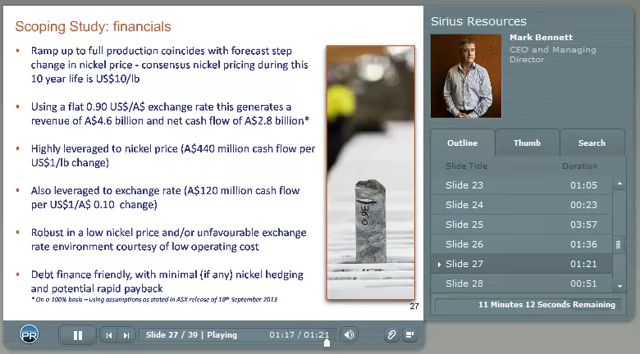 Scoping Study: financials
Ramp up to full production coincides with forecast step
change in nickel price - consensus nickel pricing during this
10 year life is US$10/lb
Using a flat 0.90 US$/A$ exchange rate this generates a
revenue of A$4.6 billion and net cash flow of A$2.8 billion*
Highly leveraged to nickel price (A$440 million cash flow per
US$1/lb change)
Also leveraged to exchange rate (A$120 million cash flow
per US$1/A$ 0.10 change)
Robust in a low nickel price and/or unfavourable exchange
rate environment courtesy of low operating cost
Debt finance friendly, with minimal (if any) nickel hedging
and potential rapid payback
* On a 100% basis – using assumptions as stated in ASX release of 18th September 2013
27
Sirius Resources
Mark Bennett
CEO and Managing
Director
Outline Thumb Search
Slide Title Duration
Slide 23 01:05
Slide 24 00:23
Slide 25 03:57
Slide 26 01:36
Slide 27 01:21
Slide 28 00:51
11 Minutes 12 Seconds Remaining
PR
Slide 27 / 39 | Playing
01:17 / 01:21